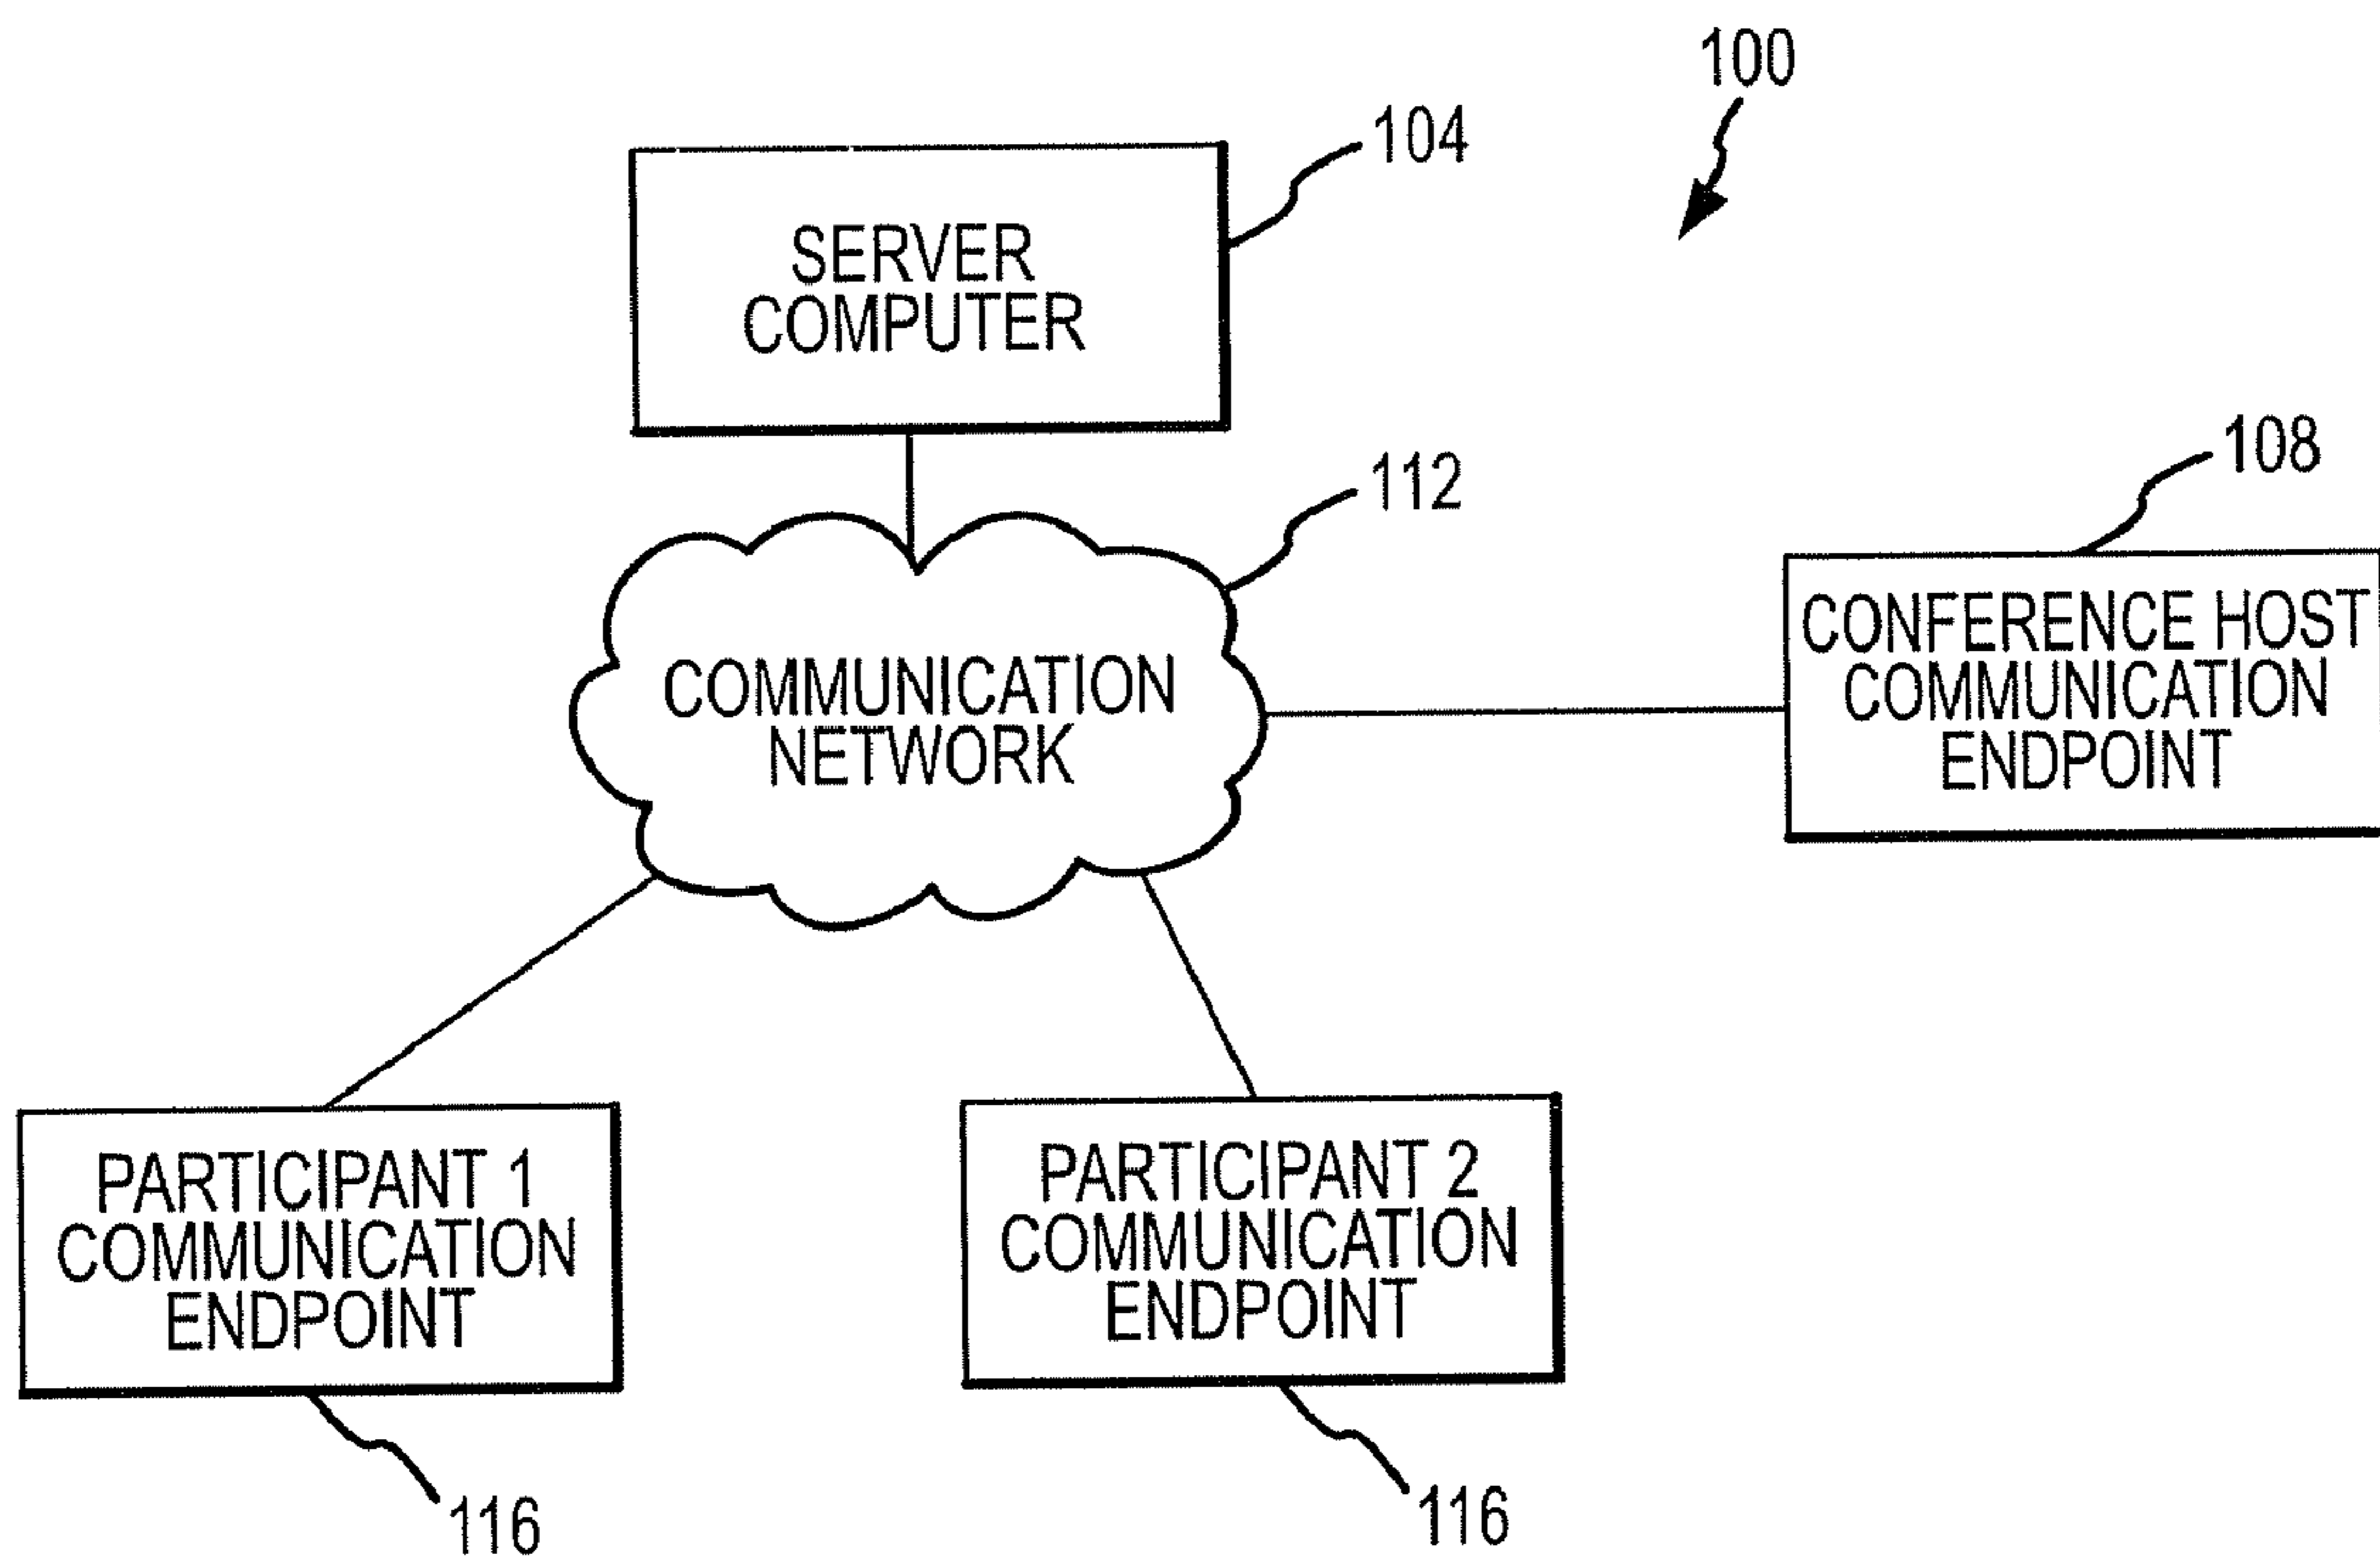 100
104
SERVER
COMPUTER
112
108
COMMUNICATION
NETWORK
CONFERENCE HOST
COMMUNICATION
ENDPOINT
PARTICIPANT 1
COMMUNICATION
ENDPOINT
PARTICIPANT 2
COMMUNICATION
ENDPOINT
116
116